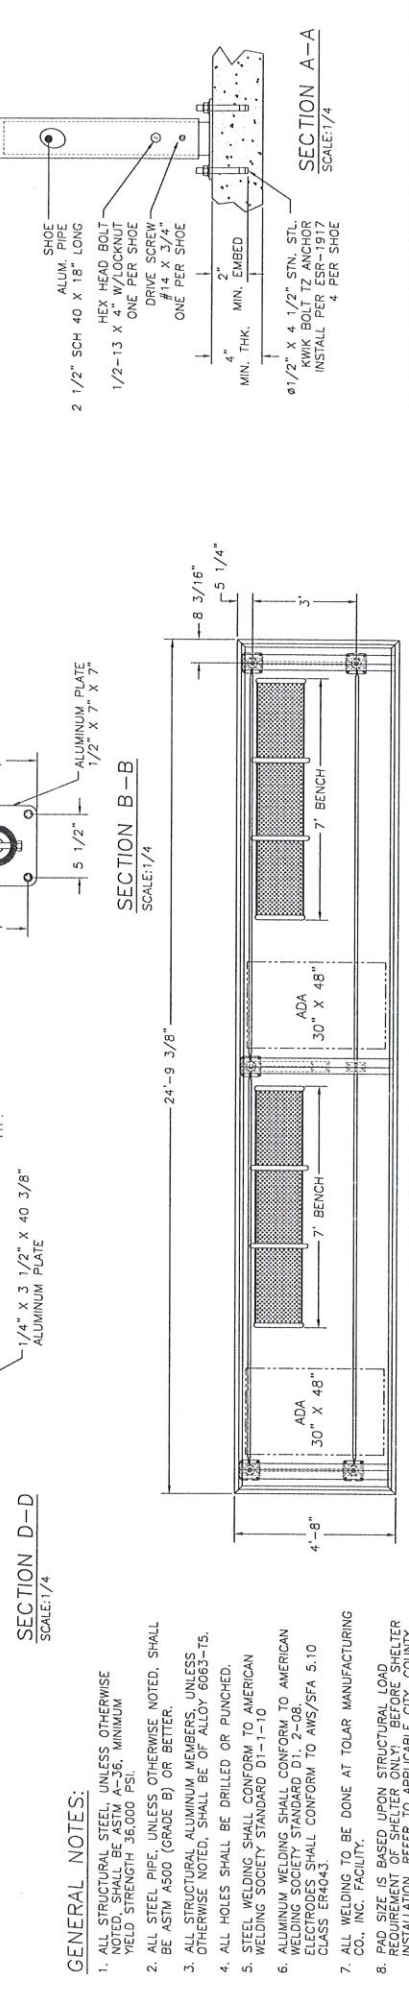 SHOE
ALUM. PIPE
2 1/2" SCH 40 X 18" LONG
HEX HEAD BOLT
1/2-13 X 4" W/LOCKNUT
ONE PER SHOE
DRIVE SCREW
#14 X 3/4"
ONE PER SHOE
4"
MIN. THK.
2"
MIN. EMBED
Ø1/2" X 4 1/2" STN. STL.
KWIK BOLT TZ ANCHOR
INSTALL PER ESR-1917
4 PER SHOE
SECTION A-A
SCALE:1/4
ALUMINUM PLATE
1/2" X 7" X 7"
5 1/2"
SECTION B-B
SCALE:1/4
1/4" X 3 1/2" X 40 3/8"
ALUMINUM PLATE
SECTION D-D
SCALE:1/4
24'-9 3/8"
8 3/16"
5 1/4"
3'
4'-8"
ADA
30" X 48"
7' BENCH
ADA
30" X 48"
7' BENCH
GENERAL NOTES:
1. ALL STRUCTURAL STEEL, UNLESS OTHERWISE
NOTED, SHALL BE ASTM A-36, MINIMUM
YIELD STRENGTH 36,000 PSI.
2. ALL STEEL PIPE, UNLESS OTHERWISE NOTED, SHALL
BE ASTM A500 (GRADE B) OR BETTER.
3. ALL STRUCTURAL ALUMINUM MEMBERS, UNLESS
OTHERWISE NOTED, SHALL BE OF ALLOY 6063-T5.
4. ALL HOLES SHALL BE DRILLED OR PUNCHED.
5. STEEL WELDING SHALL CONFORM TO AMERICAN
WELDING SOCIETY STANDARD D1-1-10
6. ALUMINUM WELDING SHALL CONFORM TO AMERICAN
WELDING SOCIETY STANDARD D1, 2-08.
ELECTRODES SHALL CONFORM TO AWS/SFA 5.10
CLASS ER4043.
7. ALL WELDING TO BE DONE AT TOLAR MANUFACTURING
CO., INC. FACILITY.
8. PAD SIZE IS BASED UPON STRUCTURAL LOAD
REQUIREMENT OF SHELTER ONLY! BEFORE SHELTER
INSTALLATION, REFER TO APPLICABLE CITY, COUNTY